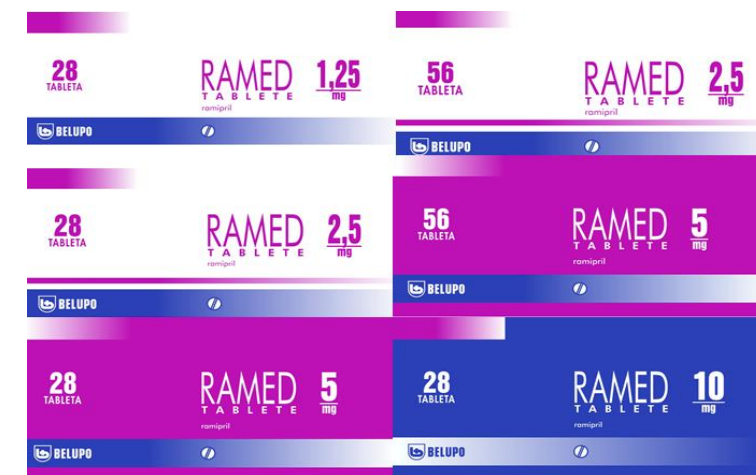 28
TABLETA
RAMED 1,25
TABLETE mg
ramipril
BELUPO
56
TABLETA
RAMED 2,5
TABLETE mg
ramipril
BELUPO
28
TABLETA
RAMED 2,5
TABLETE mg
ramipril
BELUPO
56
TABLETA
RAMED 5
TABLETE mg
ramipril
BELUPO
28
TABLETA
RAMED 5
TABLETE mg
ramipril
BELUPO
28
TABLETA
RAMED 10
TABLETE mg
ramipril
BELUPO